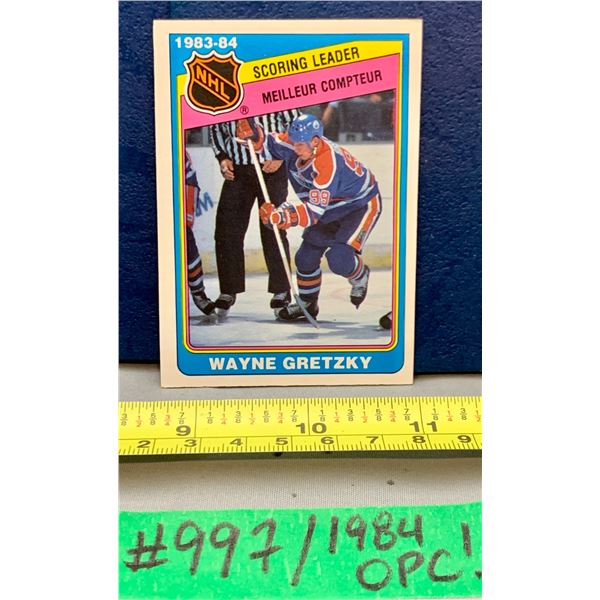 1983-84
NHL
®
SCORING LEADER
MEILLEUR COMPTEUR
99
WAYNE GRETZKY
9 10 11
2 3 4 5 6 7 8 9
#997/1984
OPC!